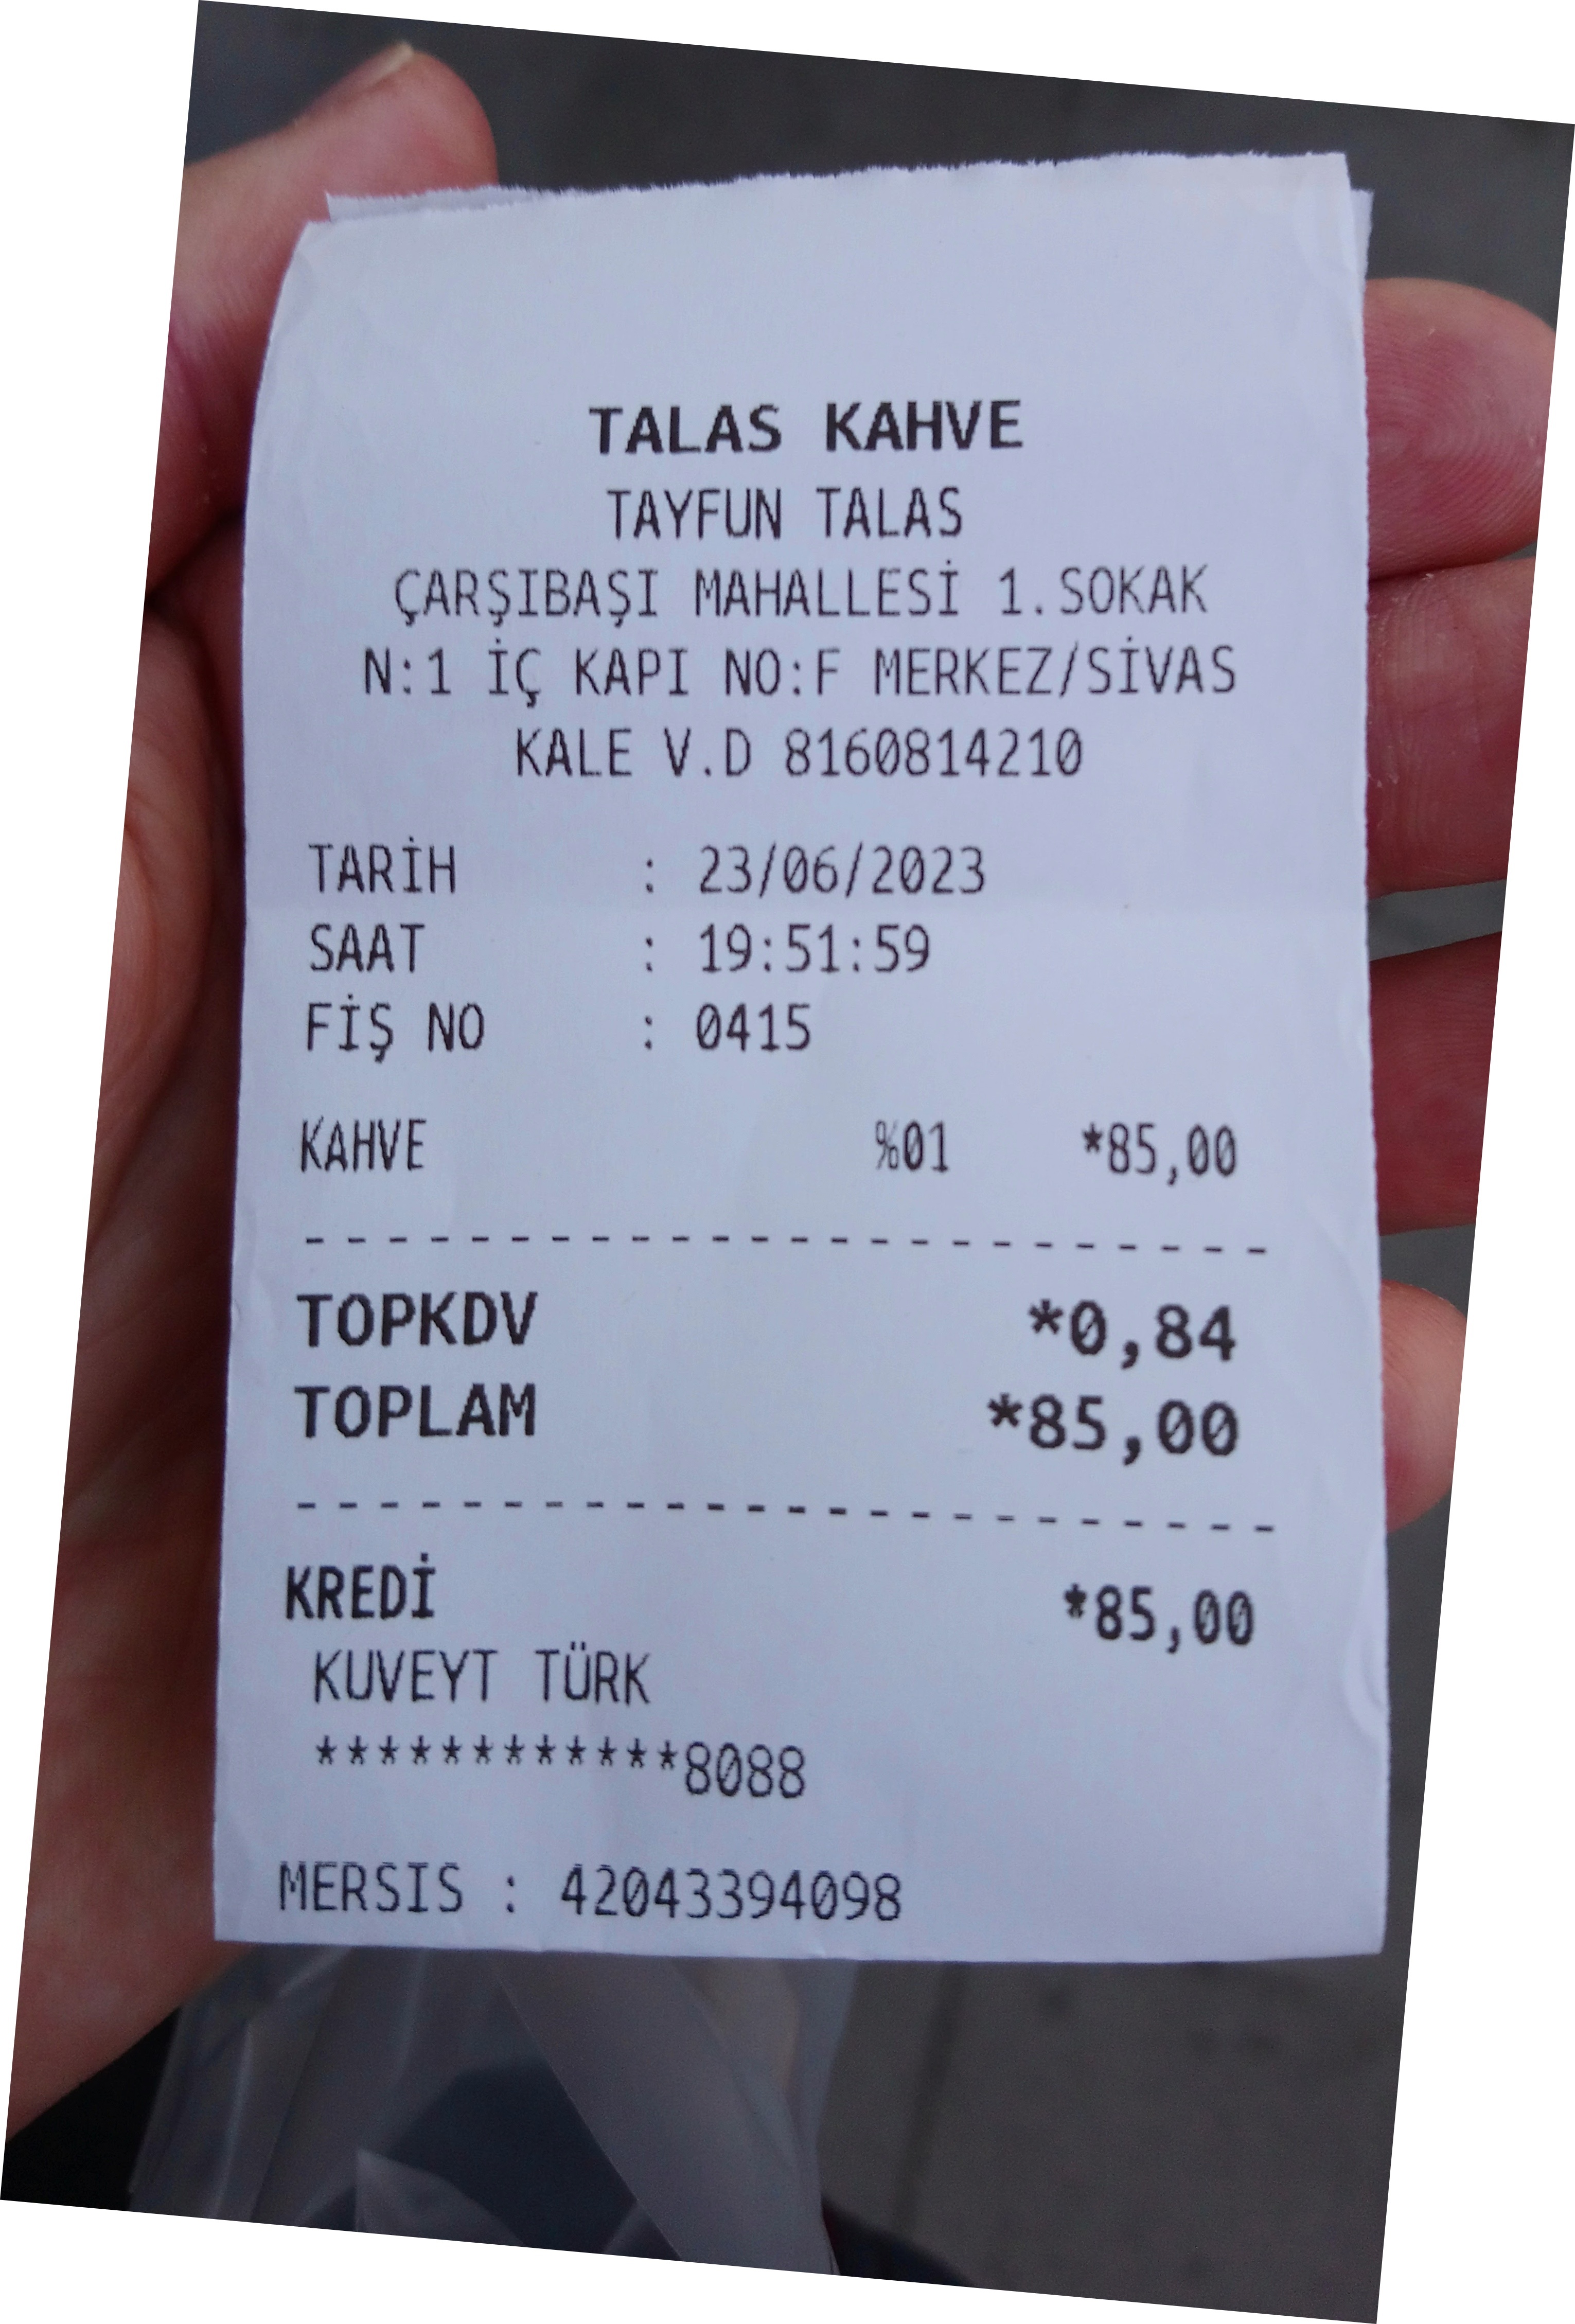 TALAS KAHVE
TAYFUN TALAS
ÇARŞIBAŞI MAHALLESİ 1.SOKAK
N:1 İÇ KAPI NO:F MERKEZ/SİVAS
KALE V.D 8160814210
TARİH : 23/06/2023
SAAT : 19:51:59
FİŞ NO : 0415
KAHVE %01 *85,00
- - - - - - - - - - - - - - - - - - - - - - - -
TOPKDV *0,84
TOPLAM *85,00
- - - - - - - - - - - - - - - - - - - - - - - -
KREDİ *85,00
KUVEYT TÜRK
************8088
MERSIS : 42043394098